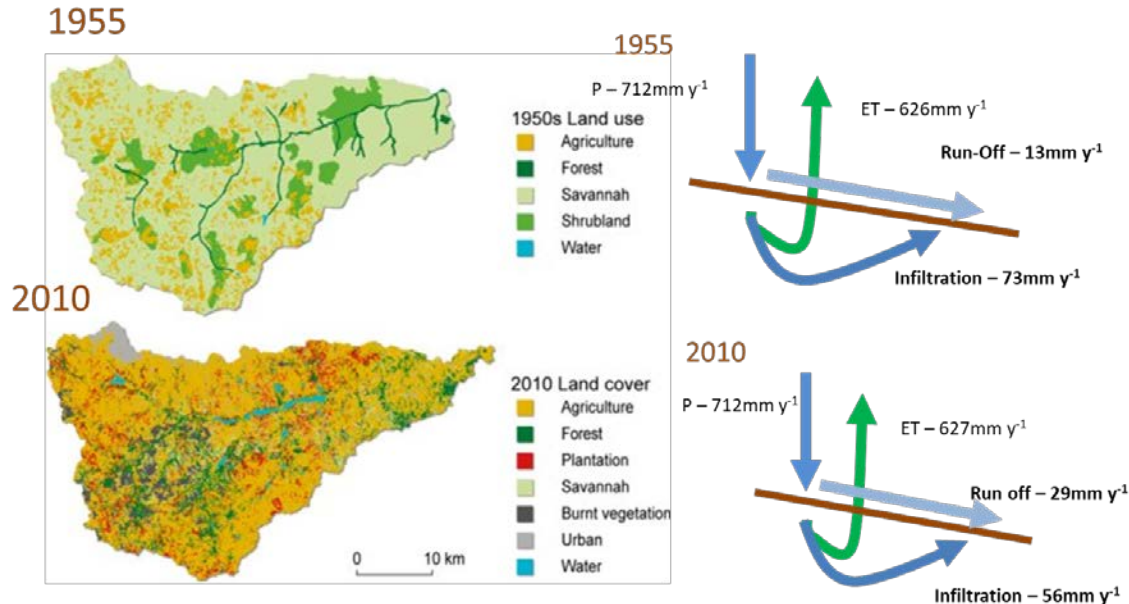 1955
1950s Land use
Agriculture
Forest
Savannah
Shrubland
Water
2010
2010 Land cover
Agriculture
Forest
Plantation
Savannah
Burnt vegetation
Urban
Water
0 10 km
1955
P – 712mm y⁻¹
ET – 626mm y⁻¹
Run-Off – 13mm y⁻¹
Infiltration – 73mm y⁻¹
2010
P – 712mm y⁻¹
ET – 627mm y⁻¹
Run off – 29mm y⁻¹
Infiltration – 56mm y⁻¹